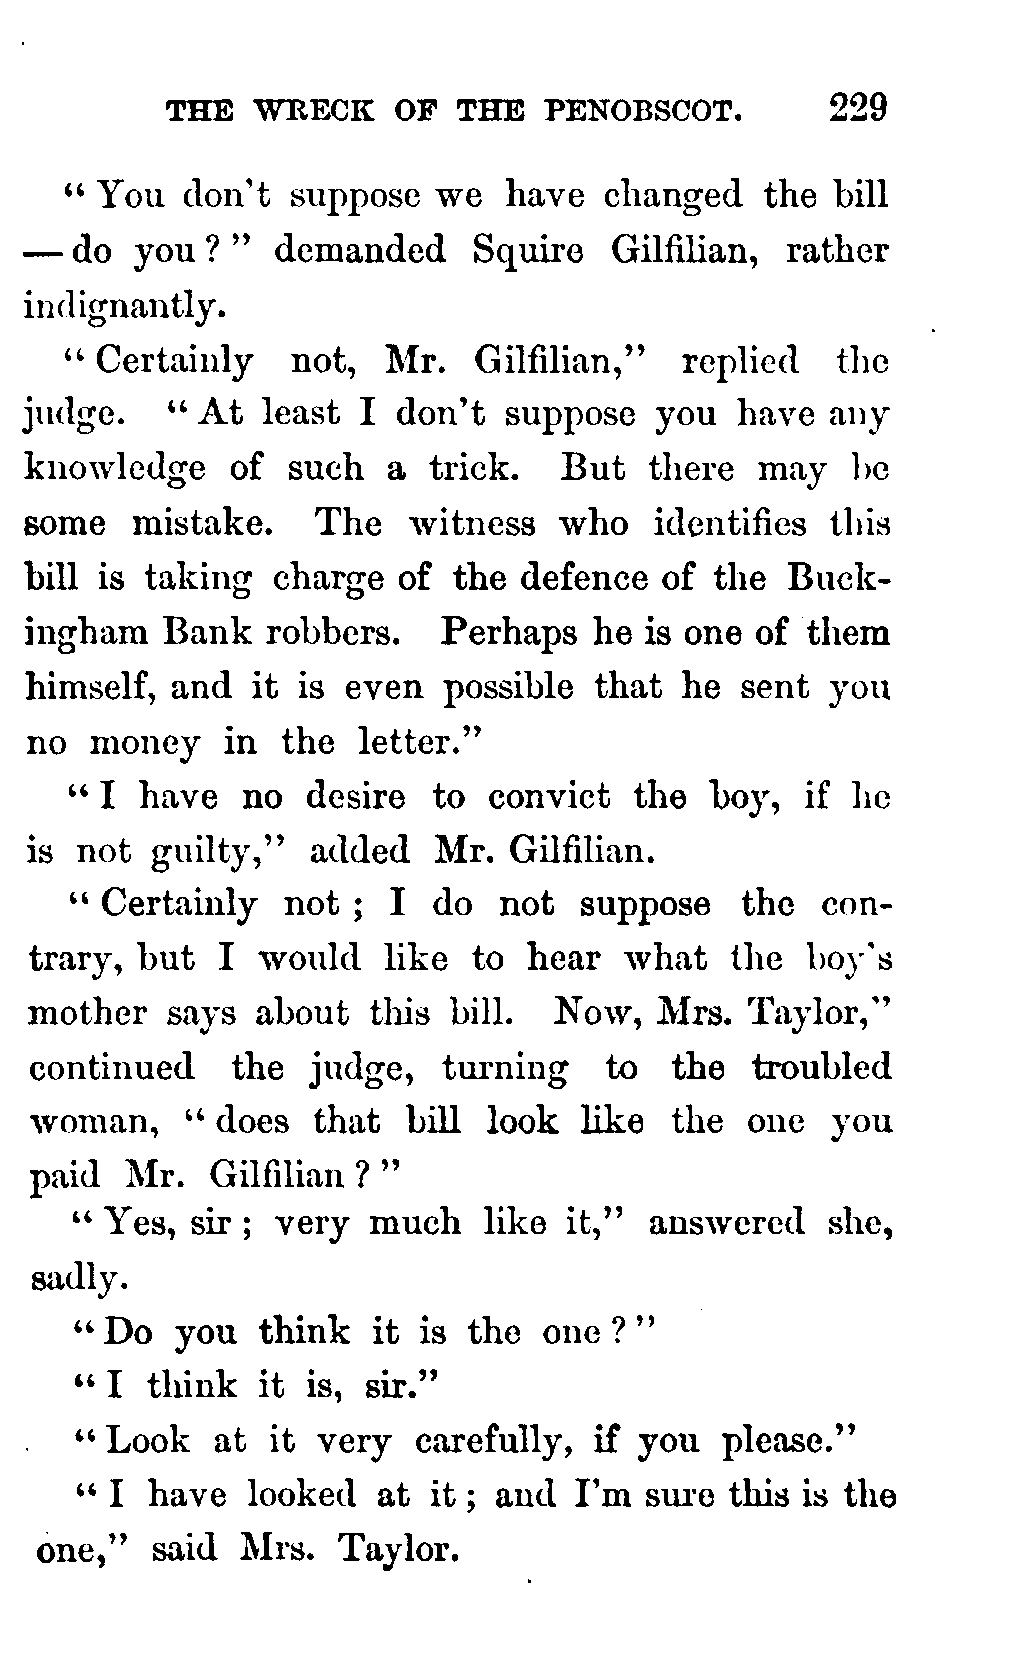 THE WRECK OF THE PENOBSCOT. 229
“ You don't suppose we have changed the bill
— do you ? ” demanded Squire Gilfilian, rather
indignantly.
“ Certainly not, Mr. Gilfilian,” replied the
judge. “ At least I don't suppose you have any
knowledge of such a trick. But there may be
some mistake. The witness who identifies this
bill is taking charge of the defence of the Buck-
ingham Bank robbers. Perhaps he is one of them
himself, and it is even possible that he sent you
no money in the letter.”
“ I have no desire to convict the boy, if he
is not guilty,” added Mr. Gilfilian.
“ Certainly not ; I do not suppose the con-
trary, but I would like to hear what the boy's
mother says about this bill. Now, Mrs. Taylor,”
continued the judge, turning to the troubled
woman, “ does that bill look like the one you
paid Mr. Gilfilian ? ”
“ Yes, sir ; very much like it,” answered she,
sadly.
“ Do you think it is the one ? ”
“ I think it is, sir.”
“ Look at it very carefully, if you please.”
“ I have looked at it ; and I'm sure this is the
one,” said Mrs. Taylor.